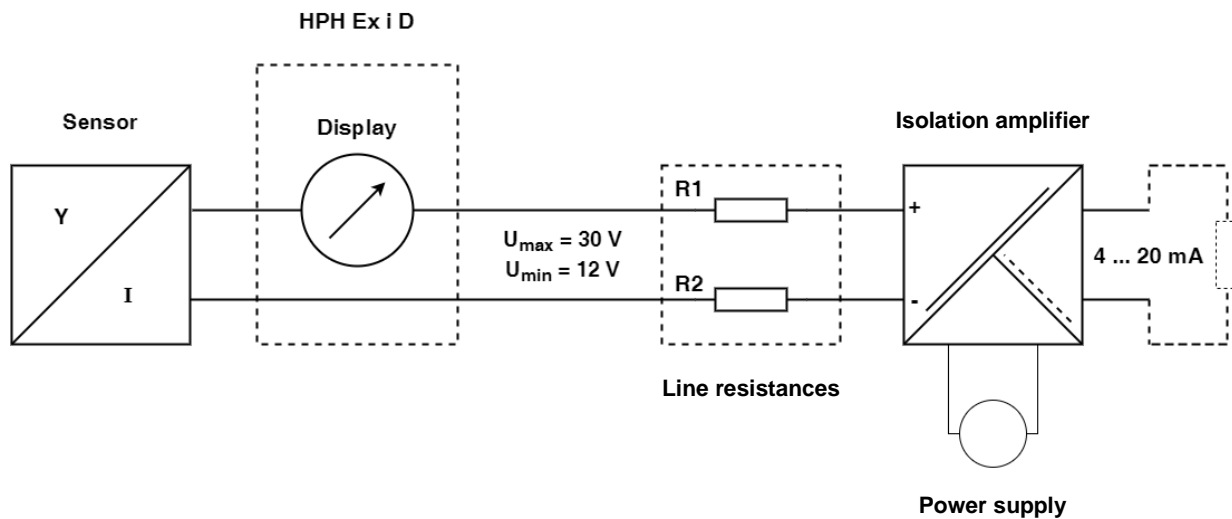 HPH Ex i D
Sensor
Display
Isolation amplifier
Y
I
R1
R2
Umax = 30 V
Umin = 12 V
+
-
4 ... 20 mA
Line resistances
Power supply